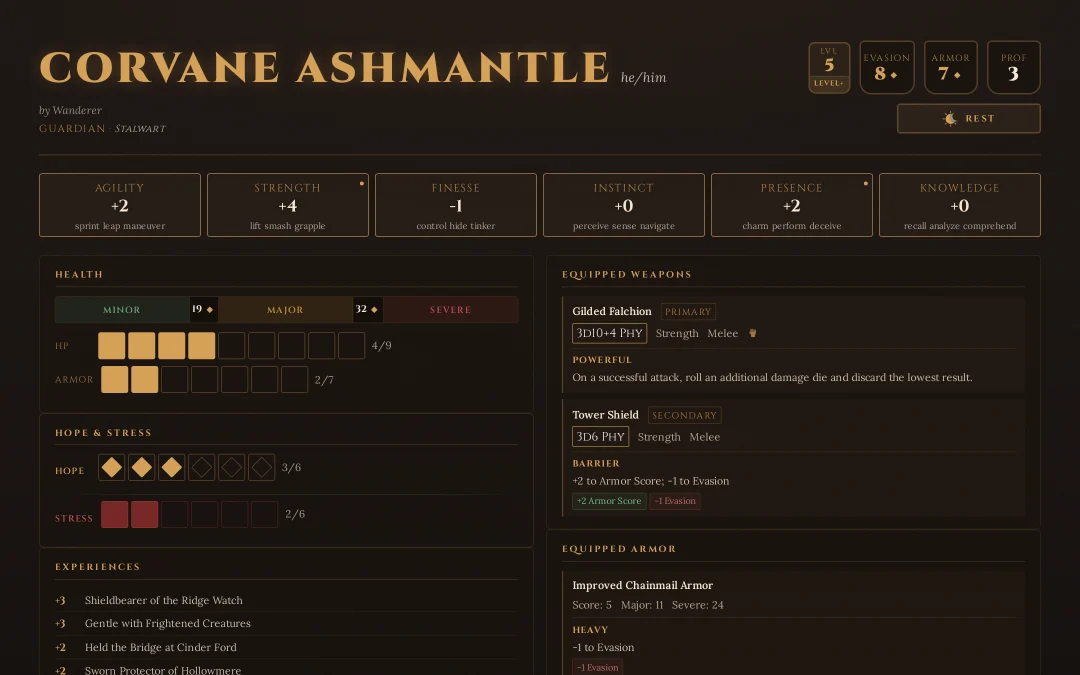 CORVANE ASHMANTLE he/him
by Wanderer
GUARDIAN · STALWART
LVL
5
LEVEL+
EVASION
8
ARMOR
7
PROF
3
REST
AGILITY
+2
sprint leap maneuver
STRENGTH
+4
lift smash grapple
FINESSE
-1
control hide tinker
INSTINCT
+0
perceive sense navigate
PRESENCE
+2
charm perform deceive
KNOWLEDGE
+0
recall analyze comprehend
HEALTH
MINOR 19 MAJOR 32 SEVERE
HP 4/9
ARMOR 2/7
HOPE & STRESS
HOPE 3/6
STRESS 2/6
EXPERIENCES
+3 Shieldbearer of the Ridge Watch
+3 Gentle with Frightened Creatures
+2 Held the Bridge at Cinder Ford
+2 Sworn Protector of Hollowmere
EQUIPPED WEAPONS
Gilded Falchion PRIMARY
3D10+4 PHY Strength Melee
POWERFUL
On a successful attack, roll an additional damage die and discard the lowest result.
Tower Shield SECONDARY
3D6 PHY Strength Melee
BARRIER
+2 to Armor Score; -1 to Evasion
+2 Armor Score -1 Evasion
EQUIPPED ARMOR
Improved Chainmail Armor
Score: 5 Major: 11 Severe: 24
HEAVY
-1 to Evasion
-1 Evasion